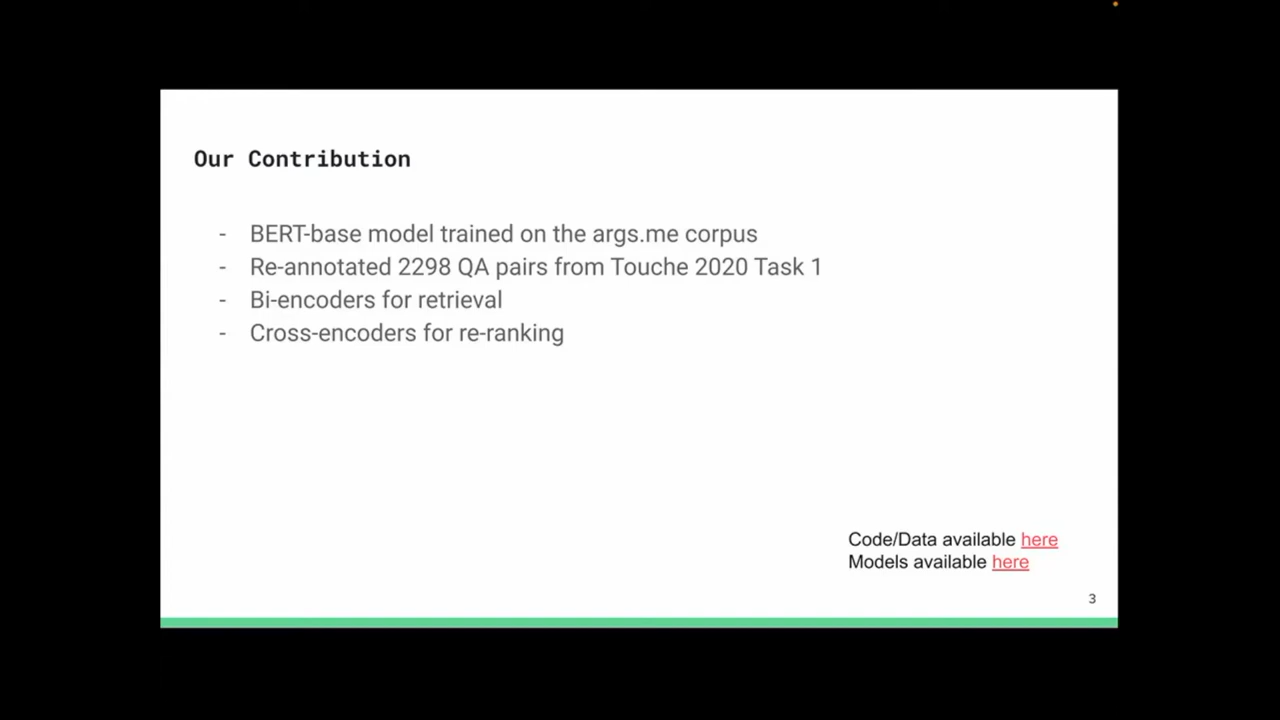 Our Contribution
- BERT-base model trained on the args.me corpus
- Re-annotated 2298 QA pairs from Touche 2020 Task 1
- Bi-encoders for retrieval
- Cross-encoders for re-ranking
Code/Data available here
Models available here
3